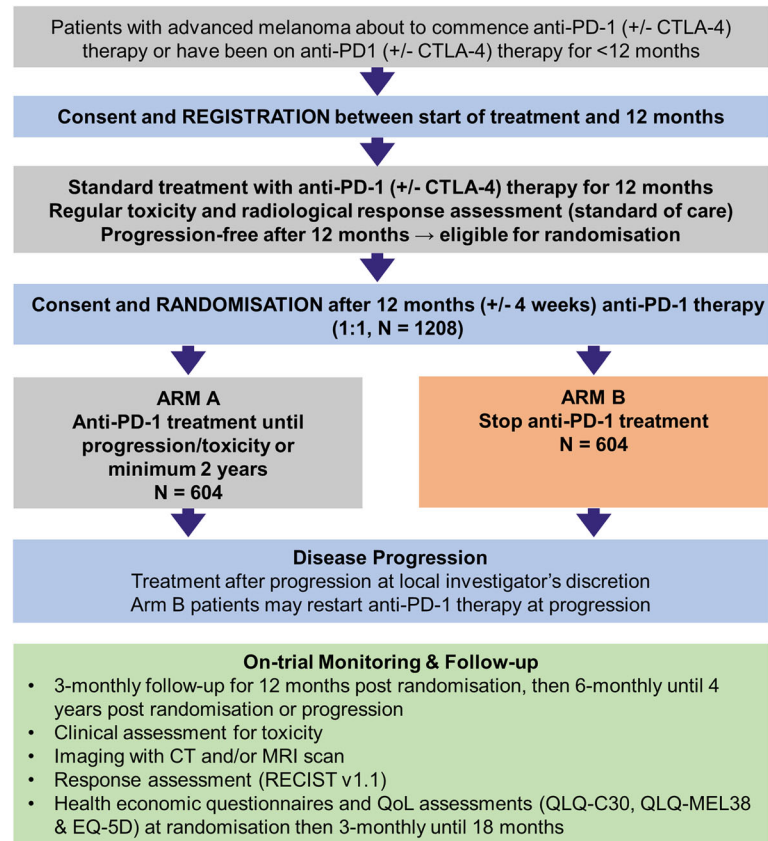 Patients with advanced melanoma about to commence anti-PD-1 (+/- CTLA-4)
therapy or have been on anti-PD1 (+/- CTLA-4) therapy for <12 months
Consent and REGISTRATION between start of treatment and 12 months
Standard treatment with anti-PD-1 (+/- CTLA-4) therapy for 12 months
Regular toxicity and radiological response assessment (standard of care)
Progression-free after 12 months → eligible for randomisation
Consent and RANDOMISATION after 12 months (+/- 4 weeks) anti-PD-1 therapy
(1:1, N = 1208)
ARM A
Anti-PD-1 treatment until
progression/toxicity or
minimum 2 years
N = 604
ARM B
Stop anti-PD-1 treatment
N = 604
Disease Progression
Treatment after progression at local investigator's discretion
Arm B patients may restart anti-PD-1 therapy at progression
On-trial Monitoring & Follow-up
• 3-monthly follow-up for 12 months post randomisation, then 6-monthly until 4
years post randomisation or progression
• Clinical assessment for toxicity
• Imaging with CT and/or MRI scan
• Response assessment (RECIST v1.1)
• Health economic questionnaires and QoL assessments (QLQ-C30, QLQ-MEL38
& EQ-5D) at randomisation then 3-monthly until 18 months